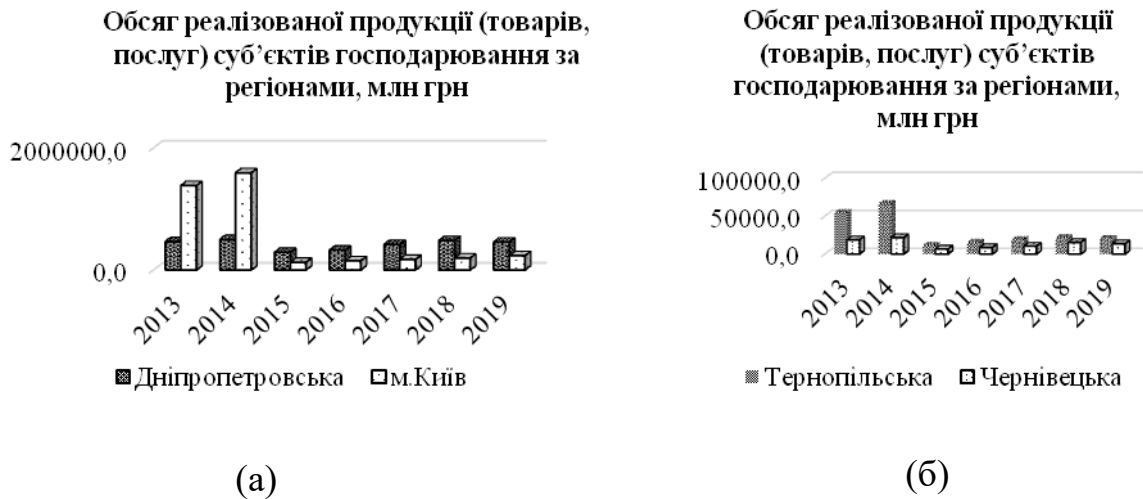 Обсяг реалізованої продукції (товарів,
послуг) суб’єктів господарювання за
регіонами, млн грн
2000000,0
0,0
2013 2014 2015 2016 2017 2018 2019
Дніпропетровська м.Київ
(а)
Обсяг реалізованої продукції
(товарів, послуг) суб’єктів
господарювання за регіонами,
млн грн
100000,0
50000,0
0,0
2013 2014 2015 2016 2017 2018 2019
Тернопільська Чернівецька
(б)